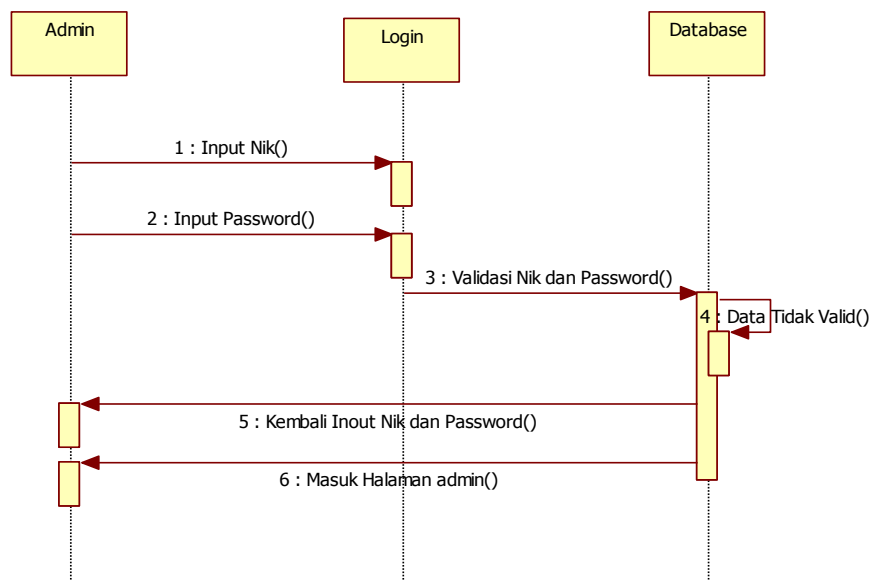 Admin
Login
Database
1 : Input Nik()
2 : Input Password()
3 : Validasi Nik dan Password()
4 : Data Tidak Valid()
5 : Kembali Inout Nik dan Password()
6 : Masuk Halaman admin()